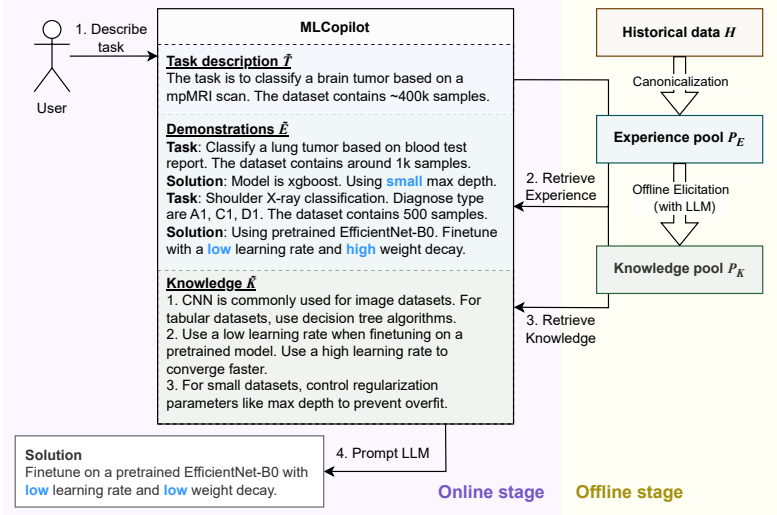 1. Describe
task
User
MLCopilot
Task description T̃
The task is to classify a brain tumor based on a
mpMRI scan. The dataset contains ~400k samples.
Demonstrations Ẽ
Task: Classify a lung tumor based on blood test
report. The dataset contains around 1k samples.
Solution: Model is xgboost. Using small max depth.
Task: Shoulder X-ray classification. Diagnose type
are A1, C1, D1. The dataset contains 500 samples.
Solution: Using pretrained EfficientNet-B0. Finetune
with a low learning rate and high weight decay.
Knowledge K̃
1. CNN is commonly used for image datasets. For
tabular datasets, use decision tree algorithms.
2. Use a low learning rate when finetuning on a
pretrained model. Use a high learning rate to
converge faster.
3. For small datasets, control regularization
parameters like max depth to prevent overfit.
2. Retrieve
Experience
3. Retrieve
Knowledge
Historical data H
Canonicalization
Experience pool P_E
Offline Elicitation
(with LLM)
Knowledge pool P_K
4. Prompt LLM
Solution
Finetune on a pretrained EfficientNet-B0 with
low learning rate and low weight decay.
Online stage
Offline stage